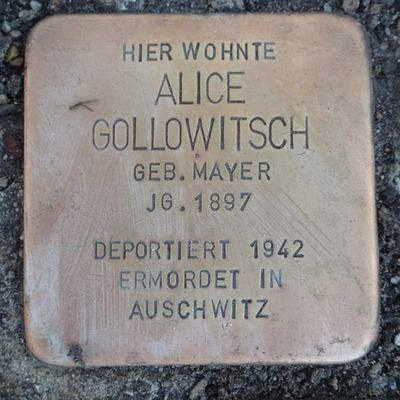 HIER WOHNTE
ALICE
GOLLOWITSCH
GEB. MAYER
JG. 1897
DEPORTIERT 1942
ERMORDET IN
AUSCHWITZ